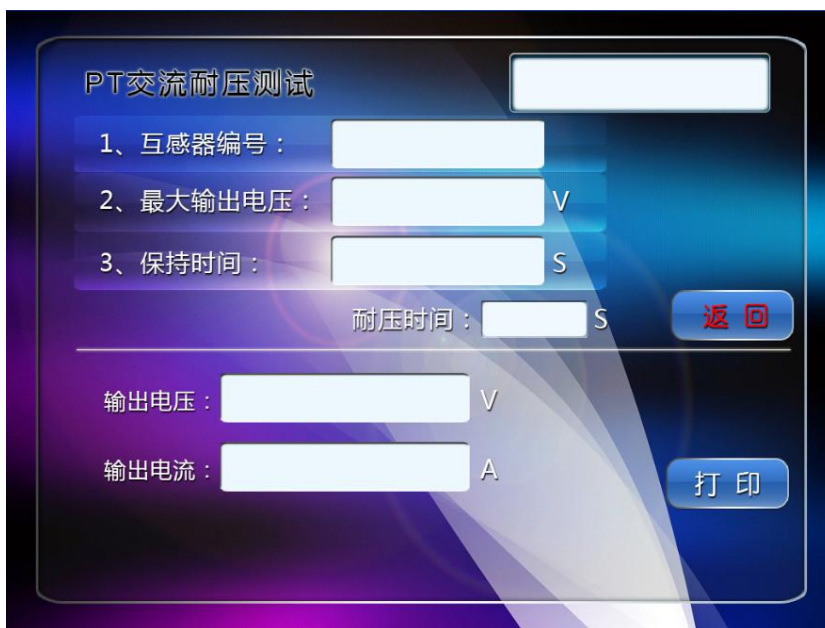 PT交流耐压测试
1、互感器编号：
2、最大输出电压： V
3、保持时间： S
耐压时间： S
返回
输出电压： V
输出电流： A
打印